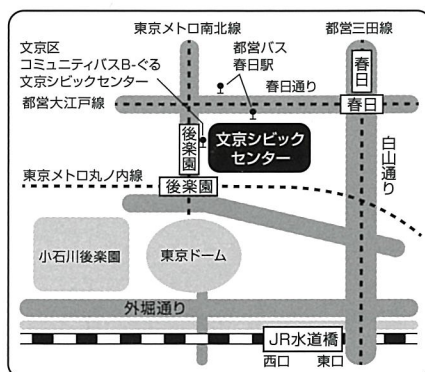 東京メトロ南北線
都営三田線
文京区
コミュニティバスB-ぐる
文京シビックセンター
都営バス
春日駅
春日
春日通り
都営大江戸線
春日
後楽園
文京シビック
センター
白山通り
東京メトロ丸ノ内線
後楽園
小石川後楽園
東京ドーム
外堀通り
JR水道橋
西口
東口